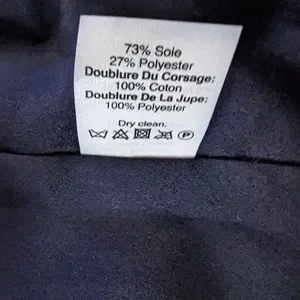 73% Soie
27% Polyester
Doublure Du Corsage:
100% Coton
Doublure De La Jupe:
100% Polyester
Dry clean.
P